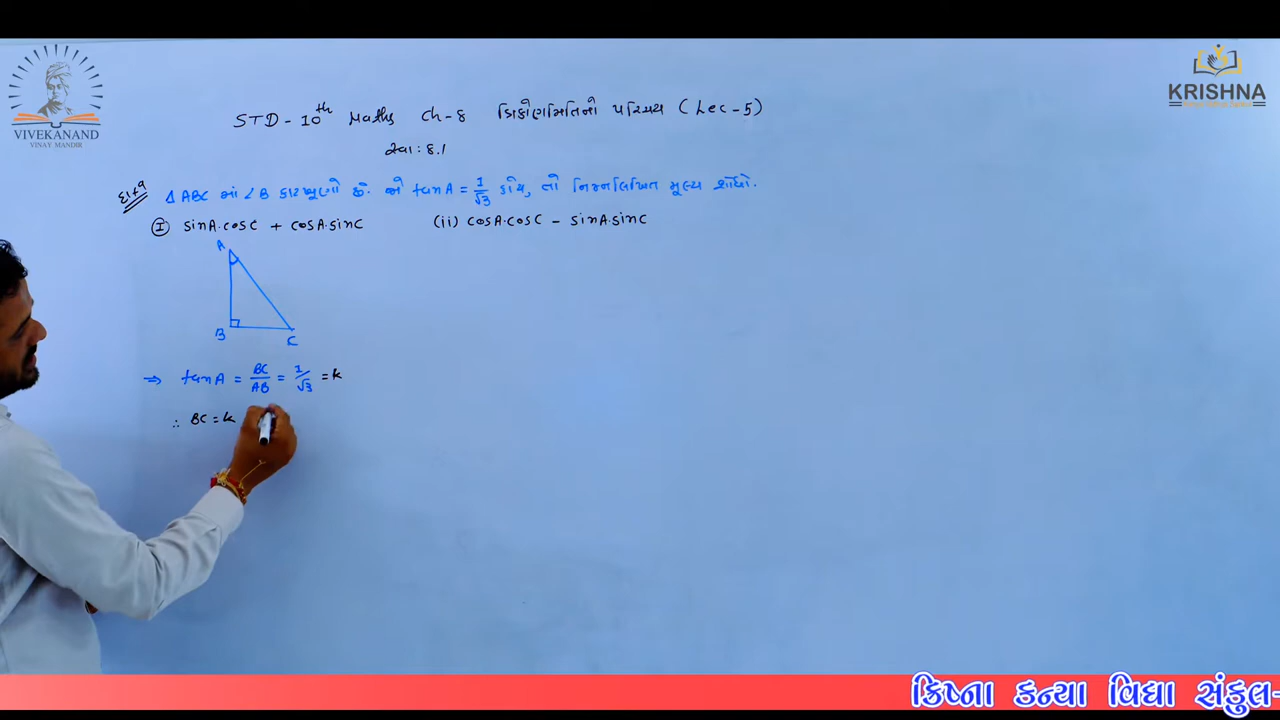 VIVEKANAND
VINAY MANDIR
KRISHNA
STD - 10th Maths Ch-8 ત્રિકોણમિતિનો પરિચય (Lec-5)
સ્વા: 8.1
દા-9 ΔABC માં ∠B કાટખૂણો છે. જો tanA = 1/√3 હોય, તો નિમ્નલિખિત મૂલ્ય શોધો.
(I) sinA·cosC + cosA·sinC (ii) cosA·cosC - sinA·sinC
A
B
C
⇒ tanA = BC/AB = 1/√3 = k
∴ BC = k
ક્રિષ્ના કન્યા વિદ્યા સંકુલ-